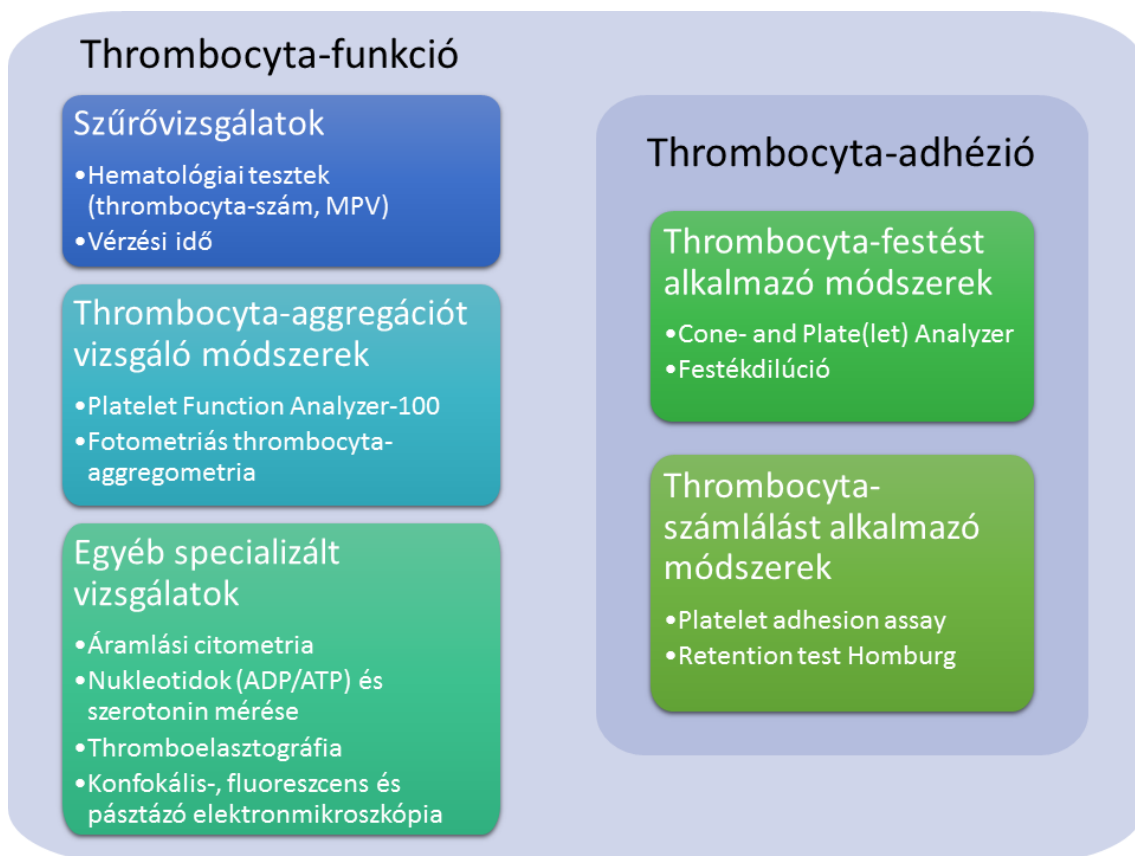 Thrombocyta-funkció
Szűrővizsgálatok
•Hematológiai tesztek
(thrombocyta-szám, MPV)
•Vérzési idő
Thrombocyta-aggregációt
vizsgáló módszerek
•Platelet Function Analyzer-100
•Fotometriás thrombocyta-
aggregometria
Egyéb specializált
vizsgálatok
•Áramlási citometria
•Nukleotidok (ADP/ATP) és
szerotonin mérése
•Thromboelasztográfia
•Konfokális-, fluoreszcens és
pásztázó elektronmikroszkópia
Thrombocyta-adhézió
Thrombocyta-festést
alkalmazó módszerek
•Cone- and Plate(let) Analyzer
•Festékdilúció
Thrombocyta-
számlálást alkalmazó
módszerek
•Platelet adhesion assay
•Retention test Homburg